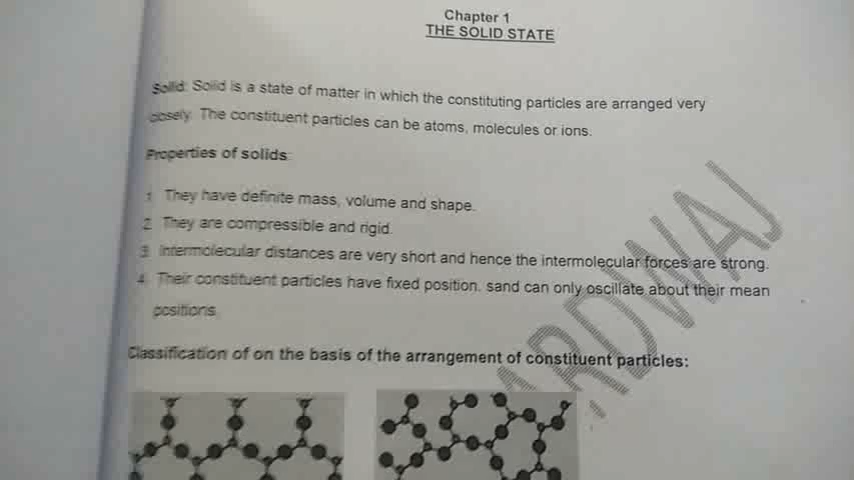 Chapter 1
THE SOLID STATE
Solid: Solid is a state of matter in which the constituting particles are arranged very
closely. The constituent particles can be atoms, molecules or ions.
Properties of solids:
1. They have definite mass, volume and shape.
2. They are compressible and rigid.
3. Intermolecular distances are very short and hence the intermolecular forces are strong.
4. Their constituent particles have fixed position. sand can only oscillate about their mean
positions.
Classification of on the basis of the arrangement of constituent particles:
ARDWAJ